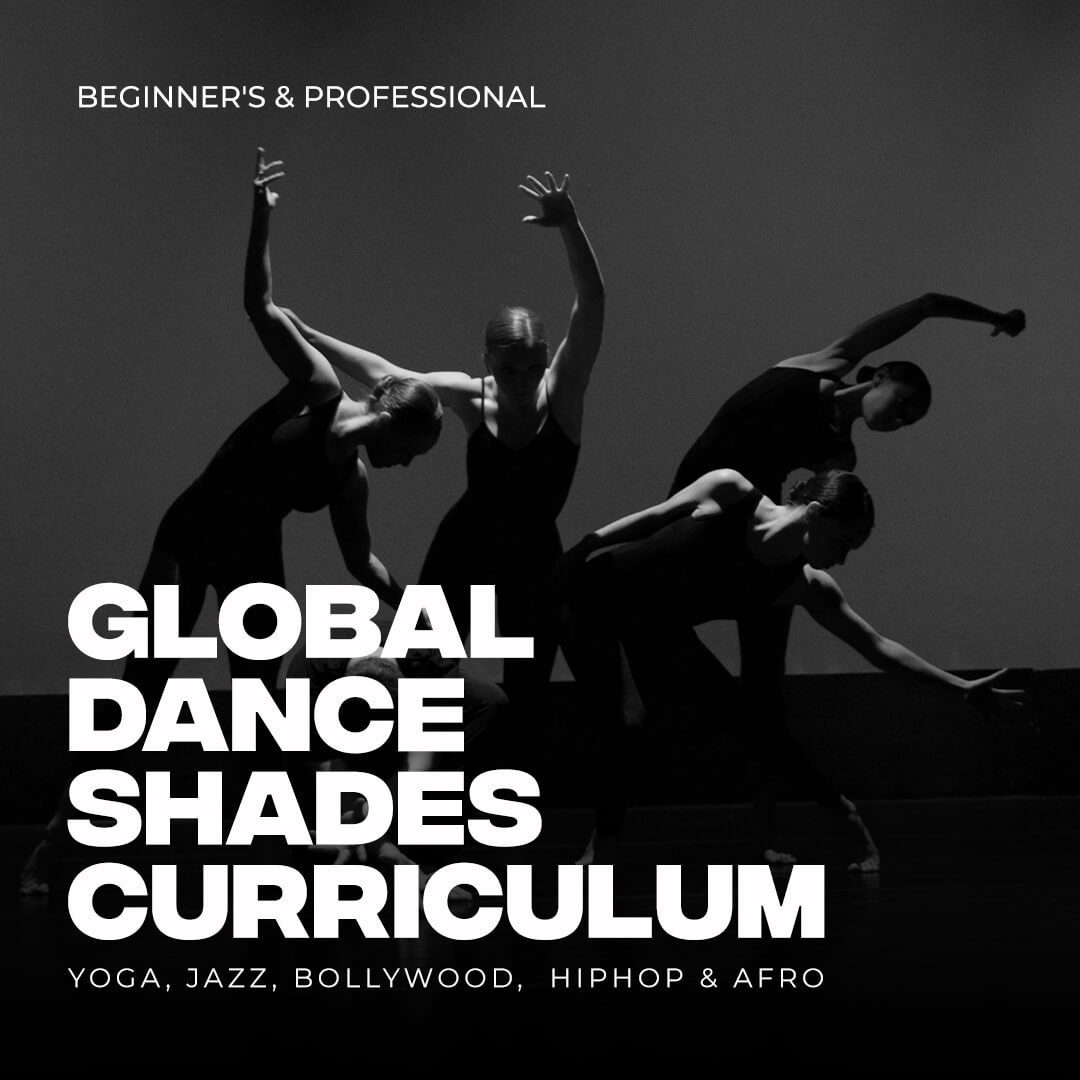 BEGINNER'S & PROFESSIONAL
GLOBAL
DANCE
SHADES
CURRICULUM
YOGA, JAZZ, BOLLYWOOD, HIPHOP & AFRO